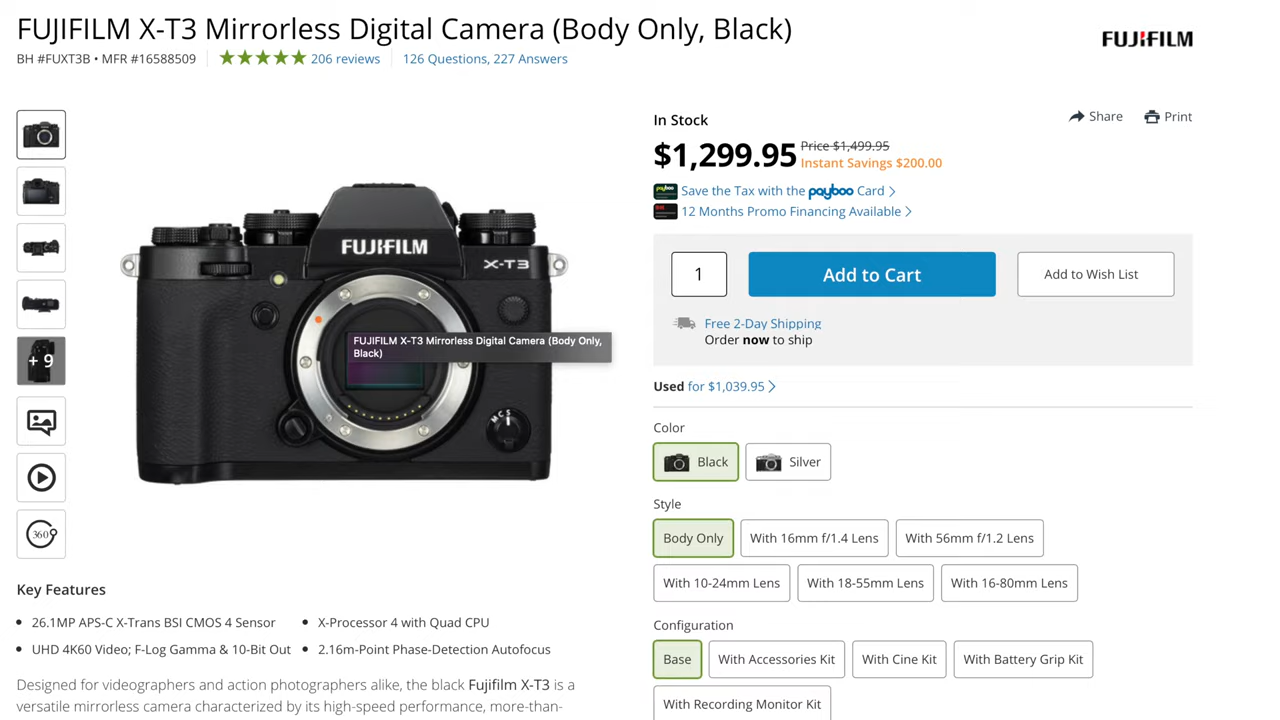 FUJIFILM X-T3 Mirrorless Digital Camera (Body Only, Black)
BH #FUXT3B • MFR #16588509
206 reviews
126 Questions, 227 Answers
FUJIFILM
In Stock
Share
Print
$1,299.95
Price $1,499.95
Instant Savings $200.00
payboo
Save the Tax with the payboo Card
12 Months Promo Financing Available
1
Add to Cart
Add to Wish List
Free 2-Day Shipping
Order now to ship
Used for $1,039.95
Color
Black
Silver
Style
Body Only
With 16mm f/1.4 Lens
With 56mm f/1.2 Lens
With 10-24mm Lens
With 18-55mm Lens
With 16-80mm Lens
Configuration
Base
With Accessories Kit
With Cine Kit
With Battery Grip Kit
With Recording Monitor Kit
FUJIFILM
X-T3
M C S
FUJIFILM X-T3 Mirrorless Digital Camera (Body Only,
Black)
+ 9
360º
Key Features
• 26.1MP APS-C X-Trans BSI CMOS 4 Sensor
• X-Processor 4 with Quad CPU
• UHD 4K60 Video; F-Log Gamma & 10-Bit Out
• 2.16m-Point Phase-Detection Autofocus
Designed for videographers and action photographers alike, the black Fujifilm X-T3 is a
versatile mirrorless camera characterized by its high-speed performance, more-than-